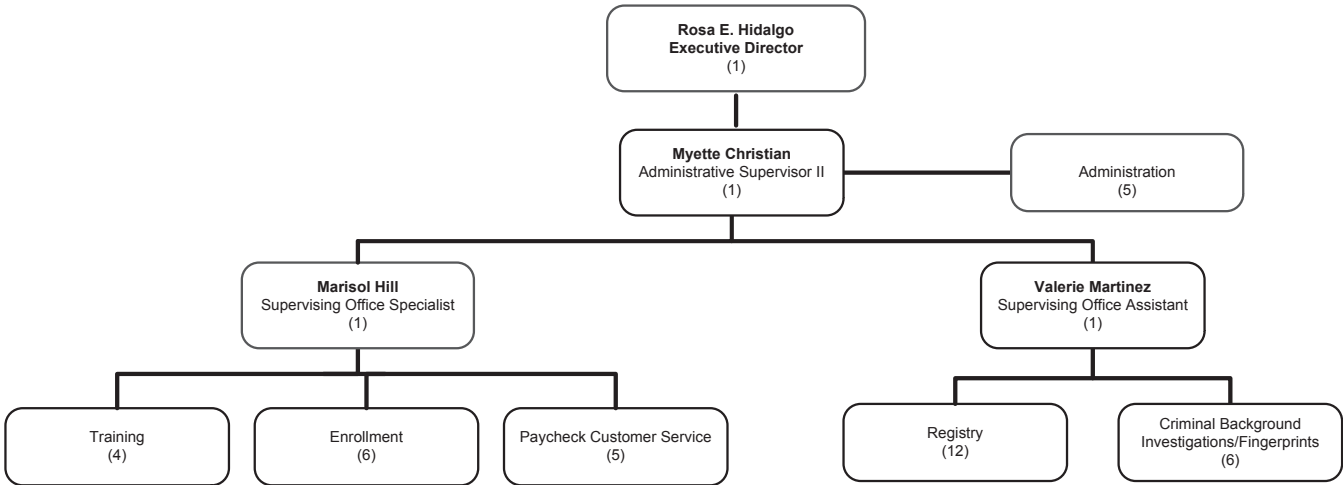 Rosa E. Hidalgo
Executive Director
(1)
Myette Christian
Administrative Supervisor II
(1)
Administration
(5)
Marisol Hill
Supervising Office Specialist
(1)
Valerie Martinez
Supervising Office Assistant
(1)
Training
(4)
Enrollment
(6)
Paycheck Customer Service
(5)
Registry
(12)
Criminal Background
Investigations/Fingerprints
(6)